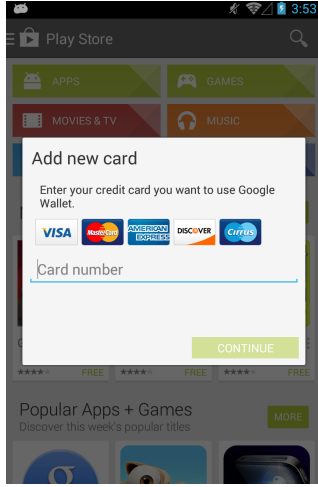 3:53
Play Store
APPS
GAMES
MOVIES & TV
MUSIC
Add new card
Enter your credit card you want to use Google
Wallet.
VISA
MasterCard
AMERICAN
EXPRESS
DISCOVER
Cirrus
Card number
CONTINUE
FREE
FREE
FREE
Popular Apps + Games
Discover this week's popular titles
MORE